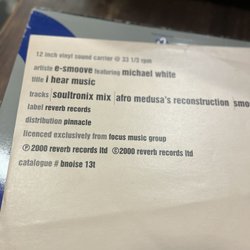 12 inch vinyl sound carrier @ 33 1/3 rpm
artiste e-smoove featuring michael white
title i hear music
tracks | soultronix mix | afro medusa's reconstruction | smo
label reverb records
distribution pinnacle
licenced exclusively from focus music group
℗2000 reverb records ltd ©2000 reverb records ltd
catalogue # bnoise 13t